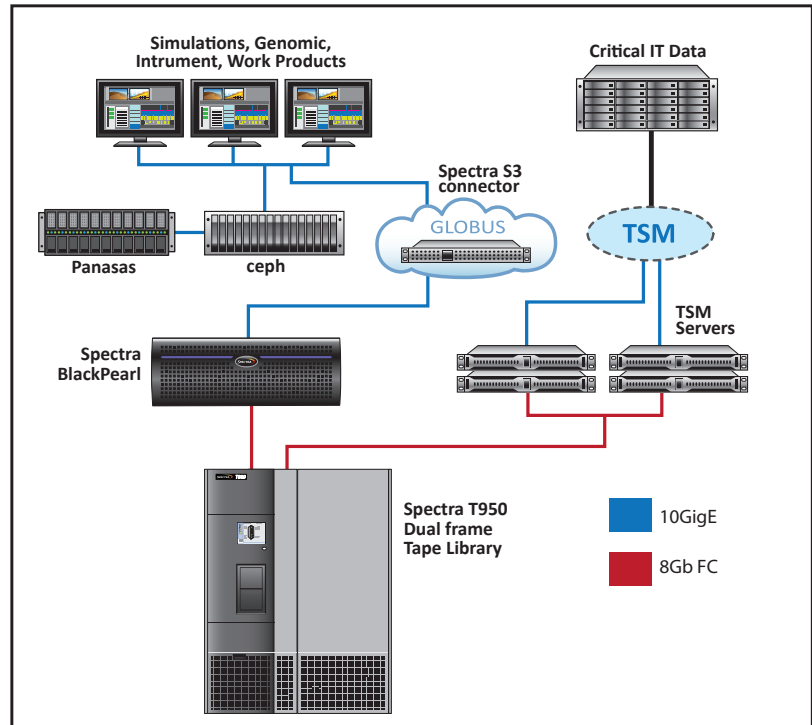 Simulations, Genomic,
Intrument, Work Products
Critical IT Data
Spectra S3
connector
GLOBUS
TSM
Panasas
ceph
TSM
Servers
Spectra
BlackPearl
Spectra T950
Dual frame
Tape Library
10GigE
8Gb FC